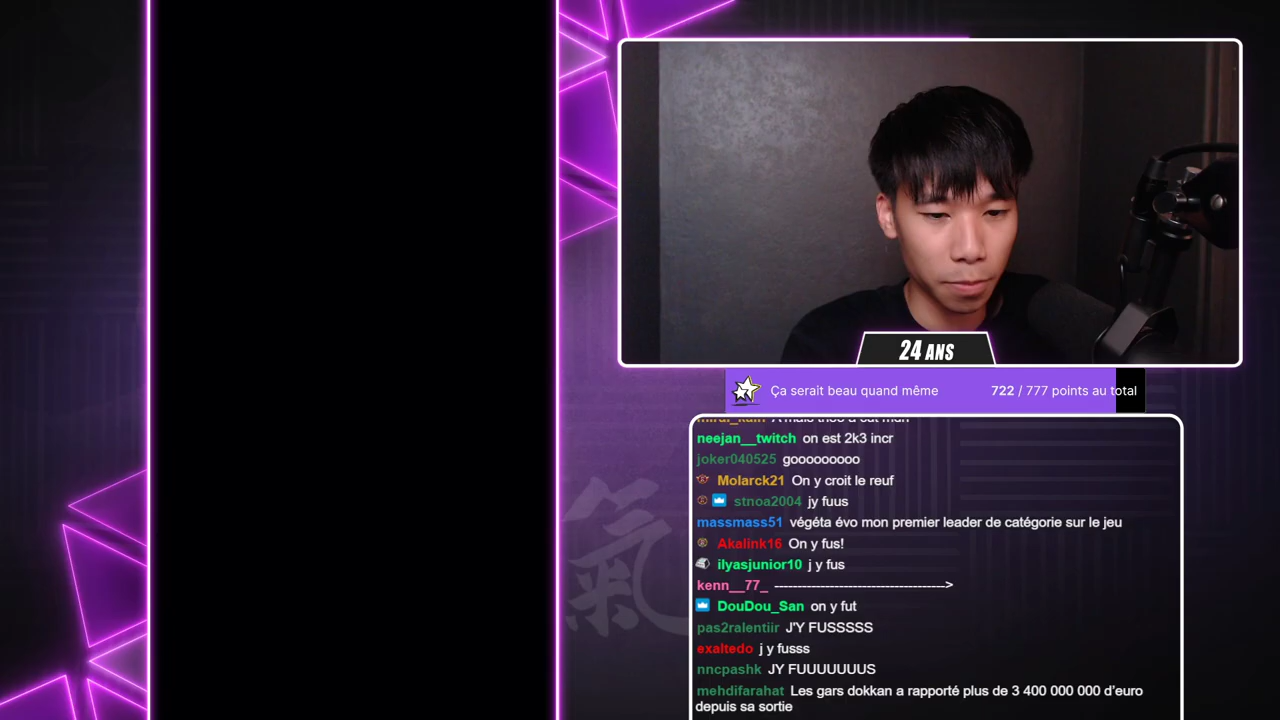 24 ANS
Ça serait beau quand même 722 / 777 points au total
neejan__twitch on est 2k3 incr
joker040525 gooooooooo
Molarck21 On y croit le reuf
stnoa2004 jy fuus
massmass51 végéta évo mon premier leader de catégorie sur le jeu
Akalink16 On y fus!
ilyasjunior10 j y fus
kenn__77_ ------------------------------------->
DouDou_San on y fut
pas2ralentiir J'Y FUSSSSS
exaltedo j y fusss
nncpashk JY FUUUUUUUS
mehdifarahat Les gars dokkan a rapporté plus de 3 400 000 000 d'euro
depuis sa sortie
氣